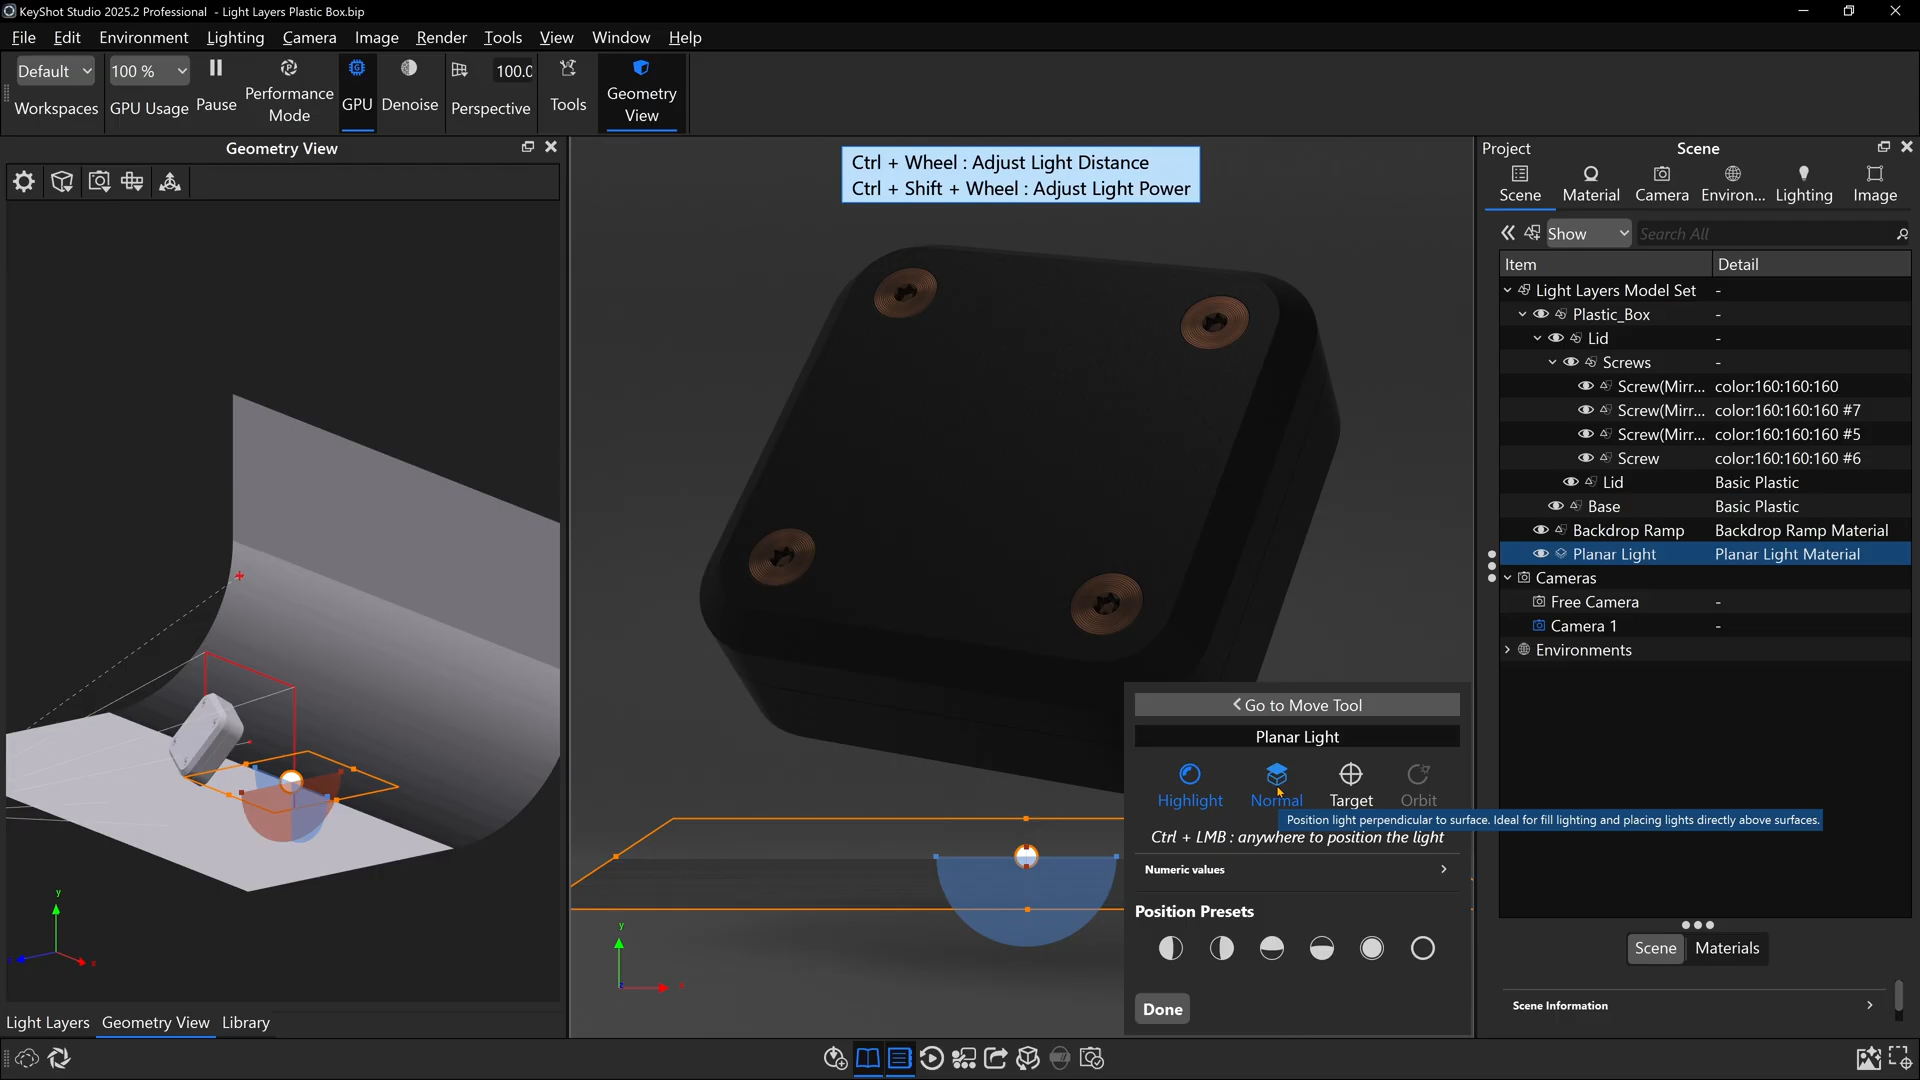 KeyShot Studio 2025.2 Professional - Light Layers Plastic Box.bip
File Edit Environment Lighting Camera Image Render Tools View Window Help
Default 100 % 100.0
Workspaces GPU Usage Pause Performance Mode GPU Denoise Perspective Tools Geometry View
Geometry View
Ctrl + Wheel : Adjust Light Distance
Ctrl + Shift + Wheel : Adjust Light Power
Project Scene
Scene Material Camera Environ... Lighting Image
Show Search All
Item Detail
Light Layers Model Set -
Plastic_Box -
Lid -
Screws -
Screw(Mirr... color:160:160:160
Screw(Mirr... color:160:160:160 #7
Screw(Mirr... color:160:160:160 #5
Screw color:160:160:160 #6
Lid Basic Plastic
Base Basic Plastic
Backdrop Ramp Backdrop Ramp Material
Planar Light Planar Light Material
Cameras
Free Camera -
Camera 1 -
Environments
Go to Move Tool
Planar Light
Highlight Normal Target Orbit
Position light perpendicular to surface. Ideal for fill lighting and placing lights directly above surfaces.
Ctrl + LMB : anywhere to position the light
Numeric values
Position Presets
Done
y
x
y
x
Scene Materials
Scene Information
Light Layers Geometry View Library